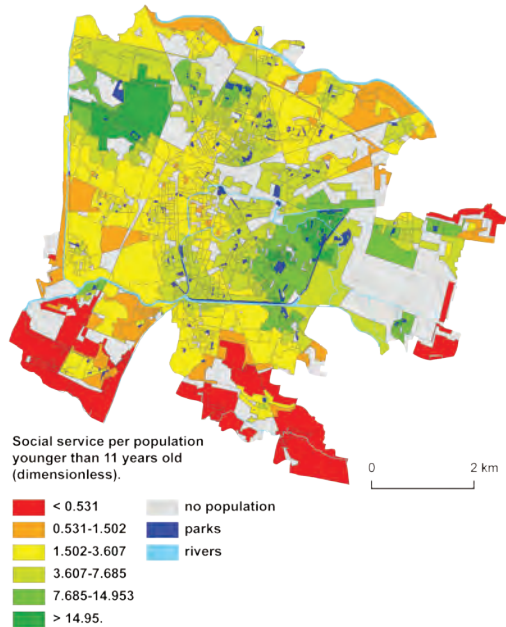 Social service per population
younger than 11 years old
(dimensionless).
0 2 km
< 0.531 no population
0.531-1.502 parks
1.502-3.607 rivers
3.607-7.685
7.685-14.953
> 14.95.